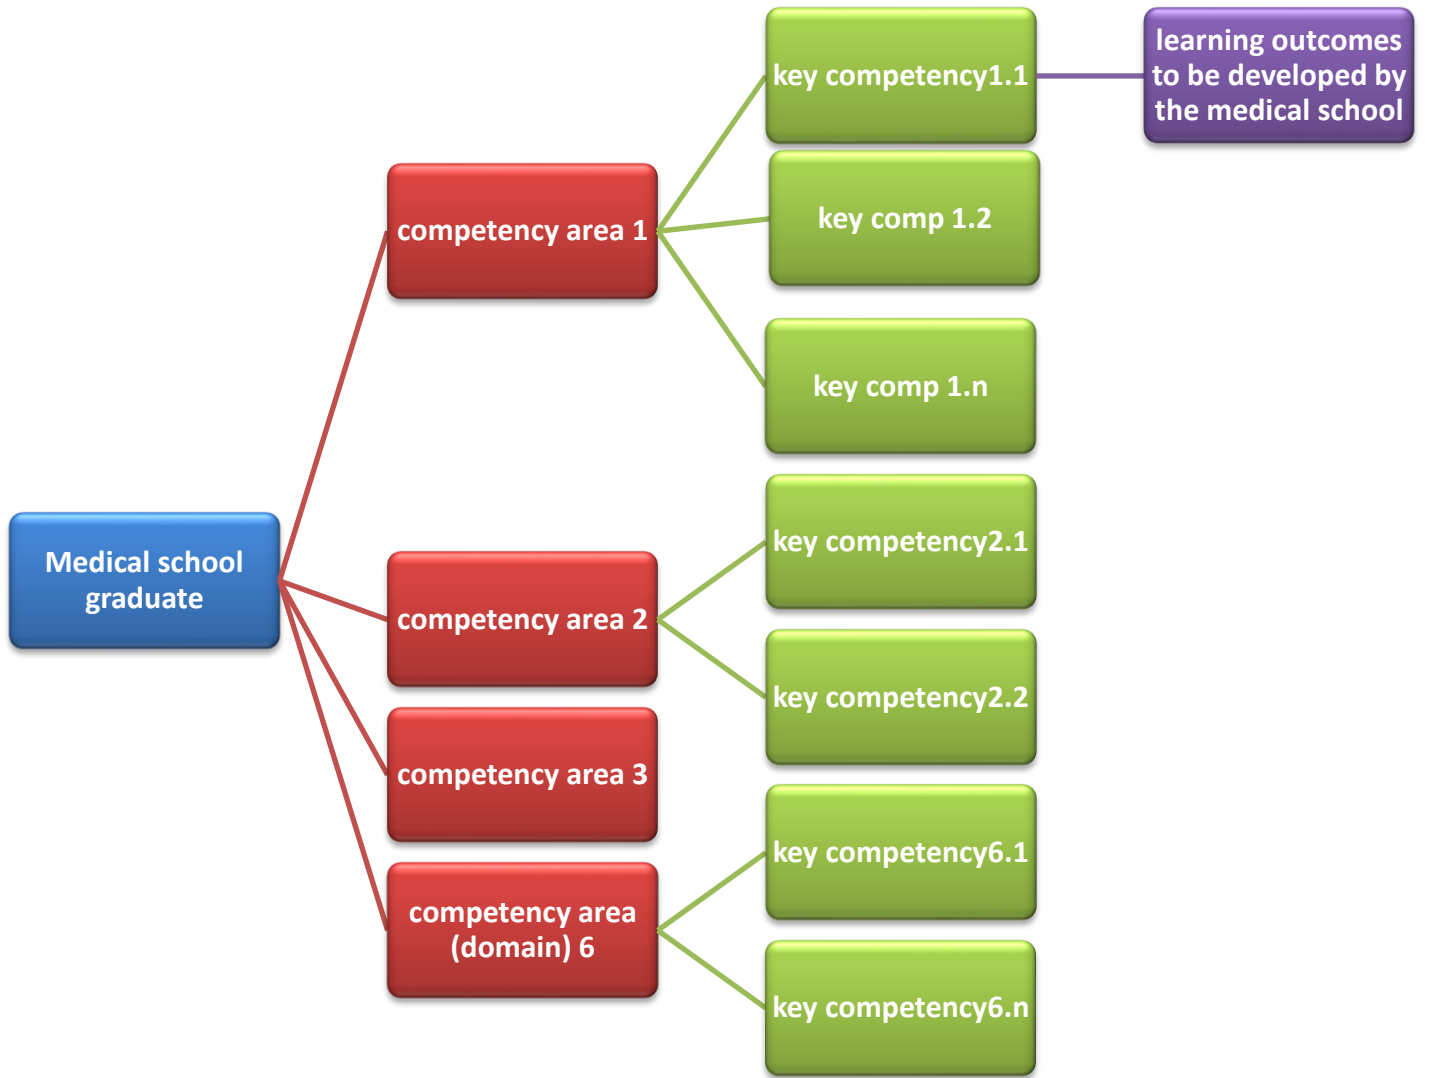 Medical school
graduate
competency area 1
key competency1.1
learning outcomes
to be developed by
the medical school
key comp 1.2
key comp 1.n
competency area 2
key competency2.1
key competency2.2
competency area 3
competency area
(domain) 6
key competency6.1
key competency6.n